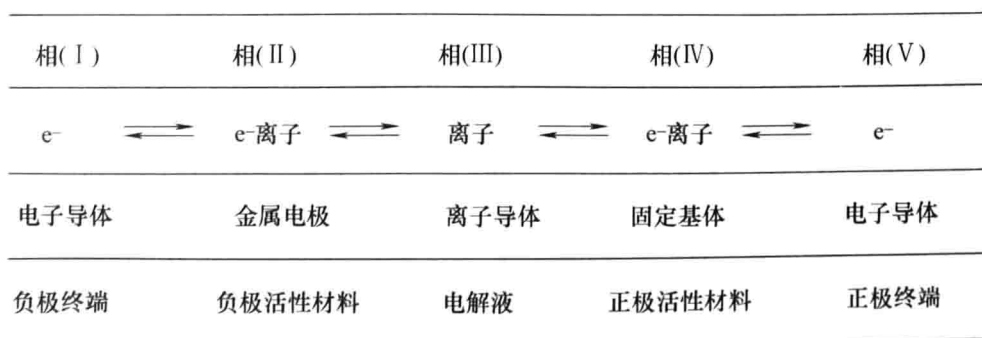 相(Ⅰ) 相(Ⅱ) 相(Ⅲ) 相(Ⅳ) 相(Ⅴ)
e⁻ ⇌ e⁻离子 ⇌ 离子 ⇌ e⁻离子 ⇌ e⁻
电子导体 金属电极 离子导体 固定基体 电子导体
负极终端 负极活性材料 电解液 正极活性材料 正极终端